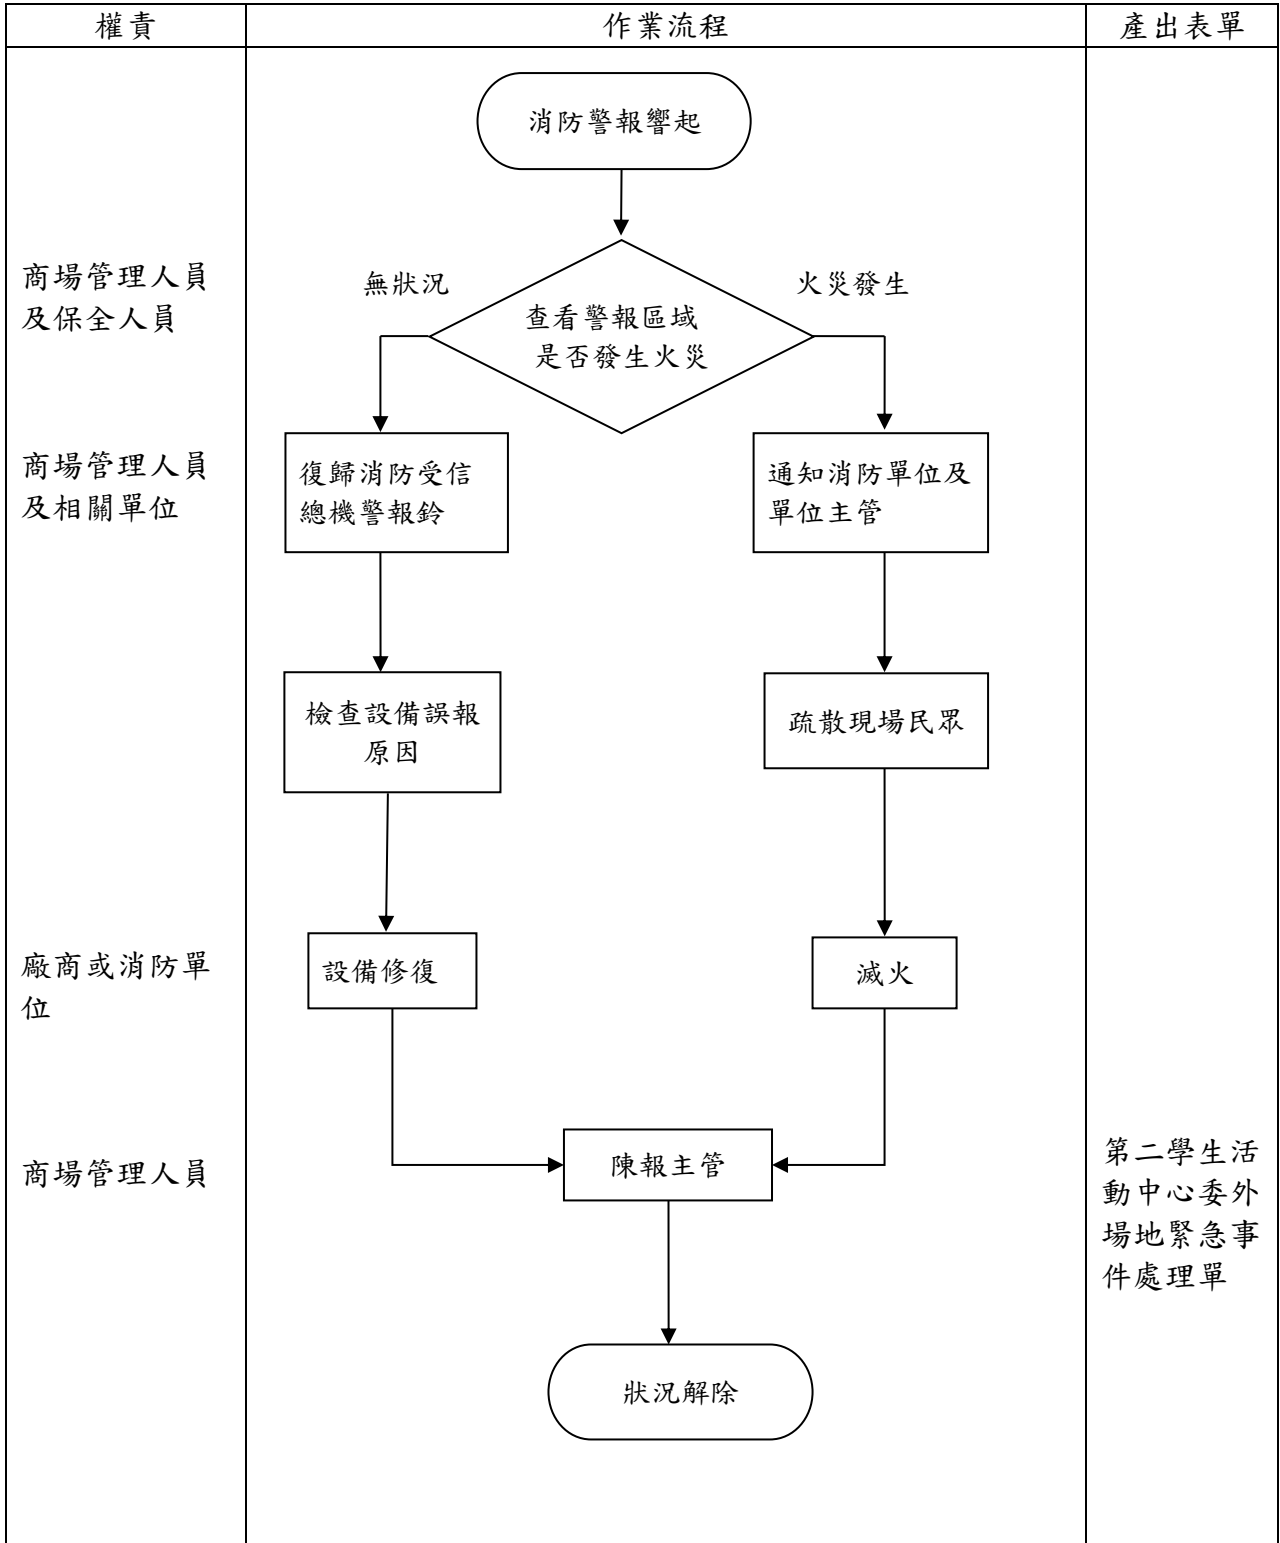 權責
作業流程
產出表單
消防警報響起
商場管理人員
及保全人員
無狀況
火災發生
查看警報區域
是否發生火災
商場管理人員
及相關單位
復歸消防受信
總機警報鈴
通知消防單位及
單位主管
檢查設備誤報
原因
疏散現場民眾
廠商或消防單
位
設備修復
滅火
商場管理人員
陳報主管
第二學生活
動中心委外
場地緊急事
件處理單
狀況解除